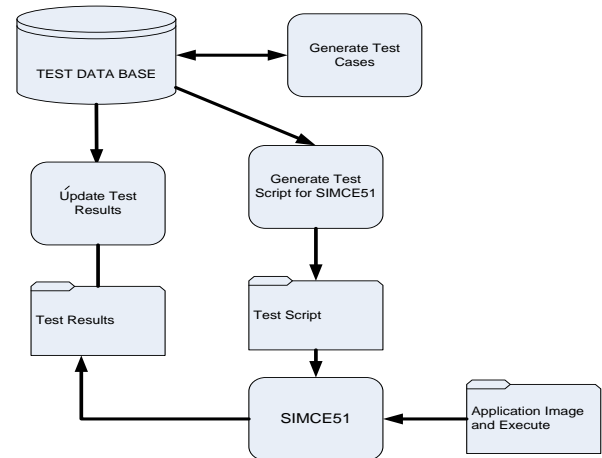 TEST DATA BASE
Generate Test
Cases
Úpdate Test
Results
Generate Test
Script for SIMCE51
Test Results
Test Script
SIMCE51
Application Image
and Execute